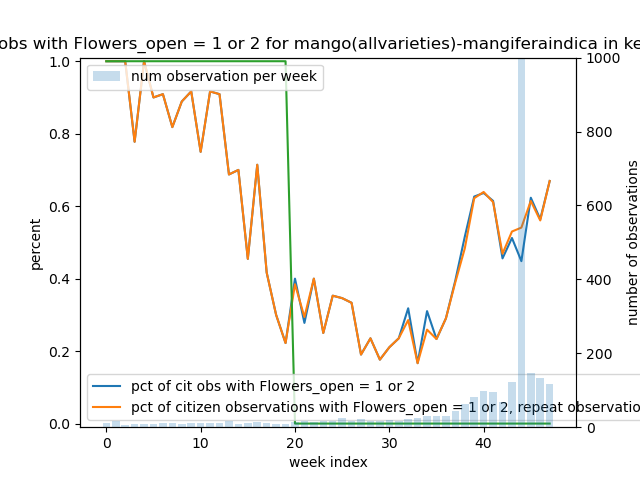 obs with Flowers_open = 1 or 2 for mango(allvarieties)-mangiferaindica in ke
num observation per week
1.0
0.8
0.6
0.4
0.2
0.0
percent
1000
800
600
400
200
0
number of observations
pct of cit obs with Flowers_open = 1 or 2
pct of citizen observations with Flowers_open = 1 or 2, repeat observatio
0 10 20 30 40
week index